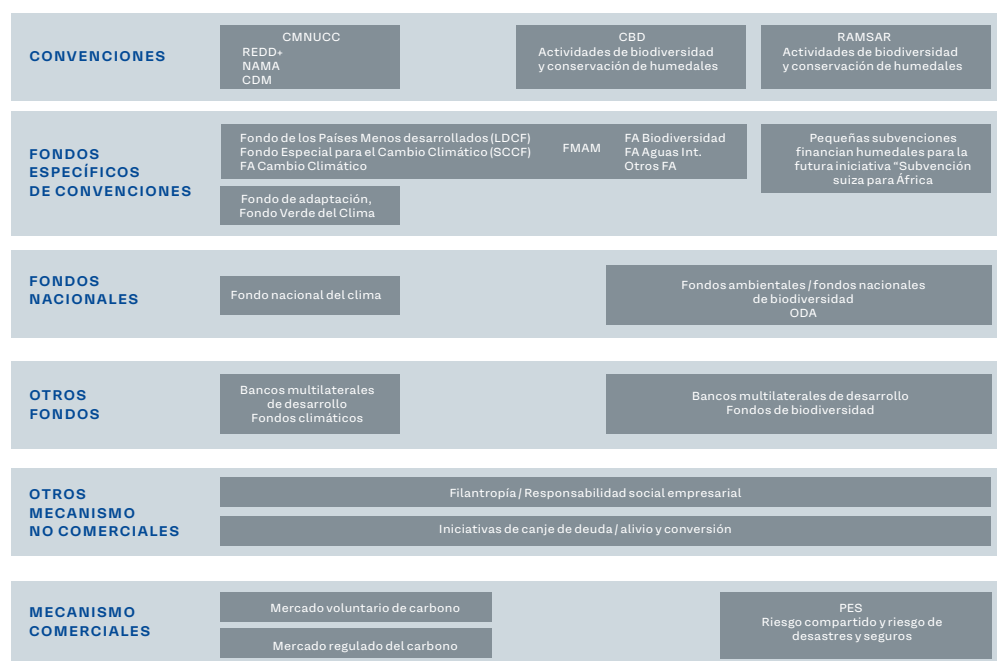 CONVENCIONES
CMNUCC
REDD+
NAMA
CDM
CBD
Actividades de biodiversidad
y conservación de humedales
RAMSAR
Actividades de biodiversidad
y conservación de humedales
FONDOS
ESPECÍFICOS
DE CONVENCIONES
Fondo de los Países Menos desarrollados (LDCF)
Fondo Especial para el Cambio Climático (SCCF)
FA Cambio Climático
FMAM
FA Biodiversidad
FA Aguas Int.
Otros FA
Pequeñas subvenciones
financian humedales para la
futura iniciativa "Subvención
suiza para África
Fondo de adaptación,
Fondo Verde del Clima
FONDOS
NACIONALES
Fondo nacional del clima
Fondos ambientales / fondos nacionales
de biodiversidad
ODA
OTROS
FONDOS
Bancos multilaterales
de desarrollo
Fondos climáticos
Bancos multilaterales de desarrollo
Fondos de biodiversidad
OTROS
MECANISMO
NO COMERCIALES
Filantropía / Responsabilidad social empresarial
Iniciativas de canje de deuda / alivio y conversión
MECANISMO
COMERCIALES
Mercado voluntario de carbono
Mercado regulado del carbono
PES
Riesgo compartido y riesgo de
desastres y seguros